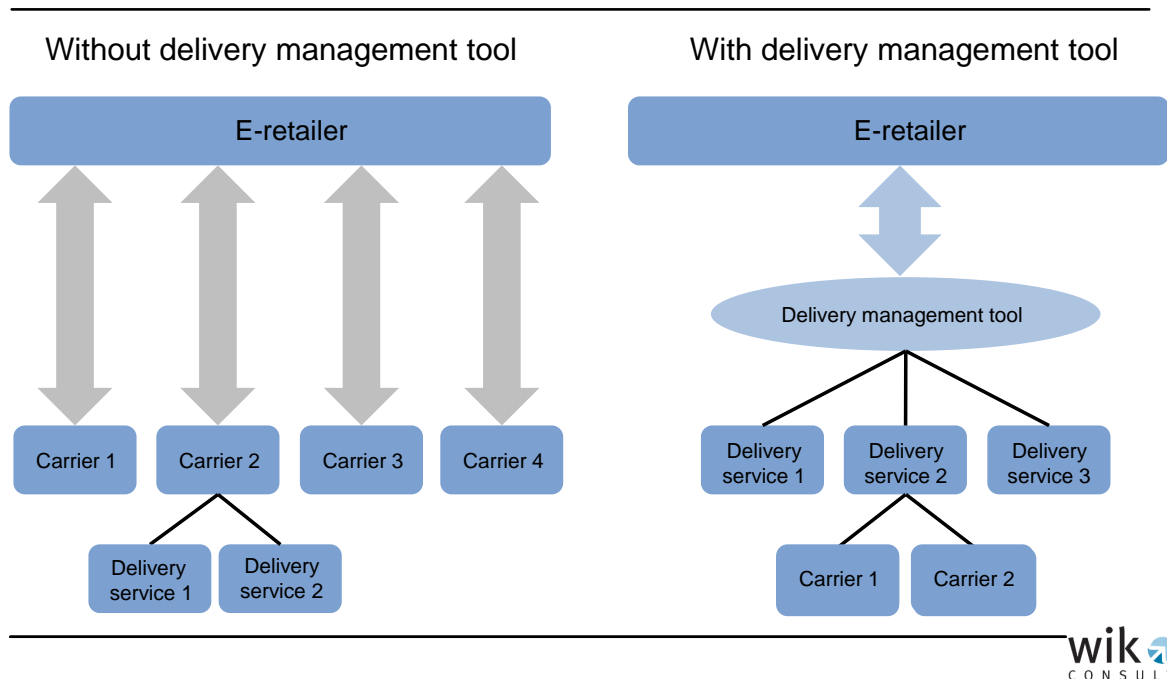 Without delivery management tool
With delivery management tool
E-retailer
E-retailer
Delivery management tool
Carrier 1
Carrier 2
Carrier 3
Carrier 4
Delivery
service 1
Delivery
service 2
Delivery
service 3
Delivery
service 1
Delivery
service 2
Carrier 1
Carrier 2
wik
CONSUL